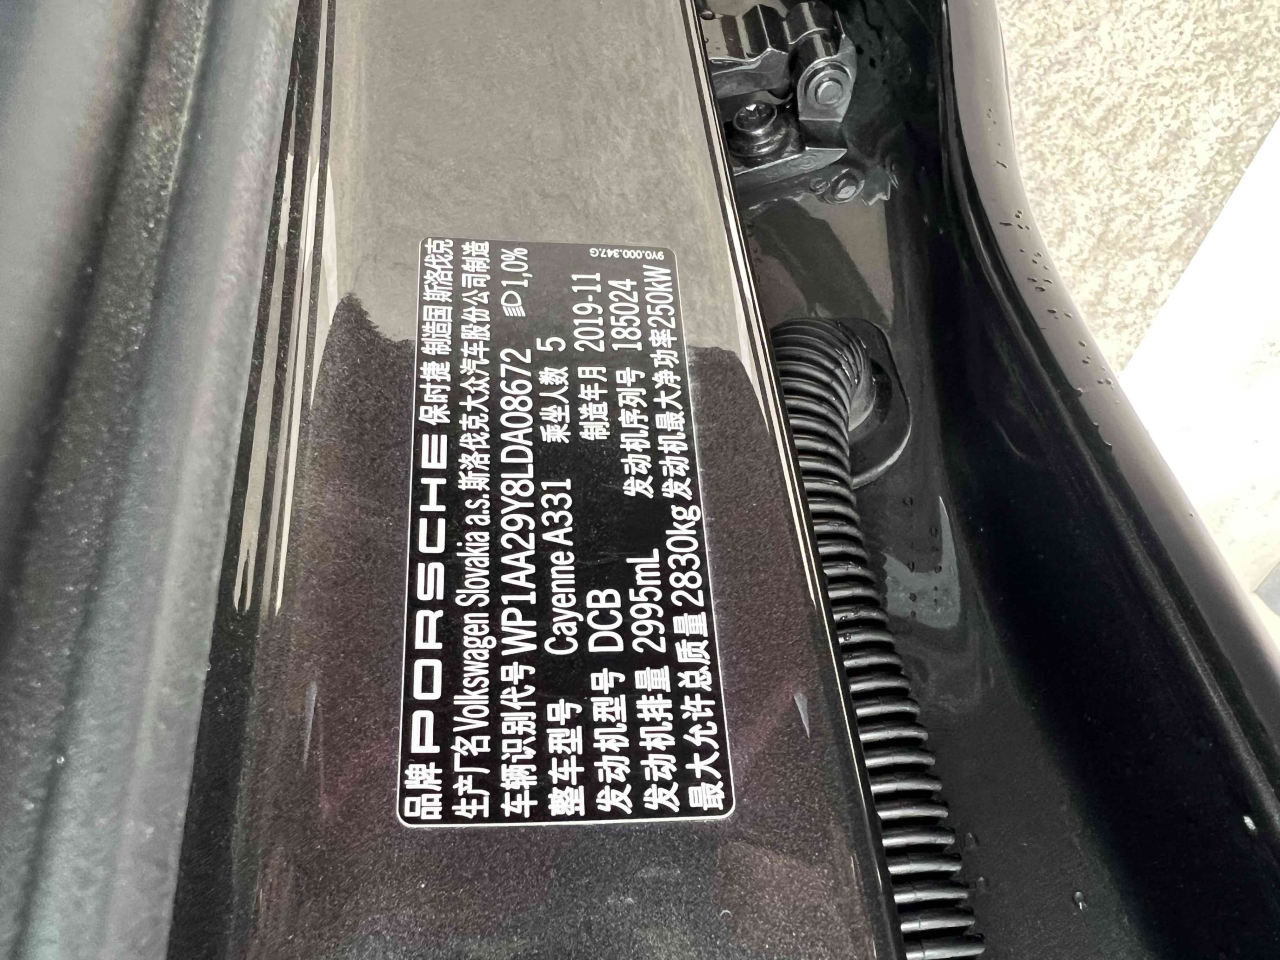 品牌 PORSCHE 保时捷 制造国 斯洛伐克
生产厂名 Volkswagen Slovakia a.s. 斯洛伐克大众汽车股份公司制造
车辆识别代号 WP1AA29Y8LDA08672 1,0%
整车型号 Cayenne A331 乘坐人数 5
发动机型号 DCB 制造年月 2019-11
发动机排量 2995mL 发动机序列号 185024
最大允许总质量 2830kg 发动机最大净功率 250kW
9Y0.000.347.G